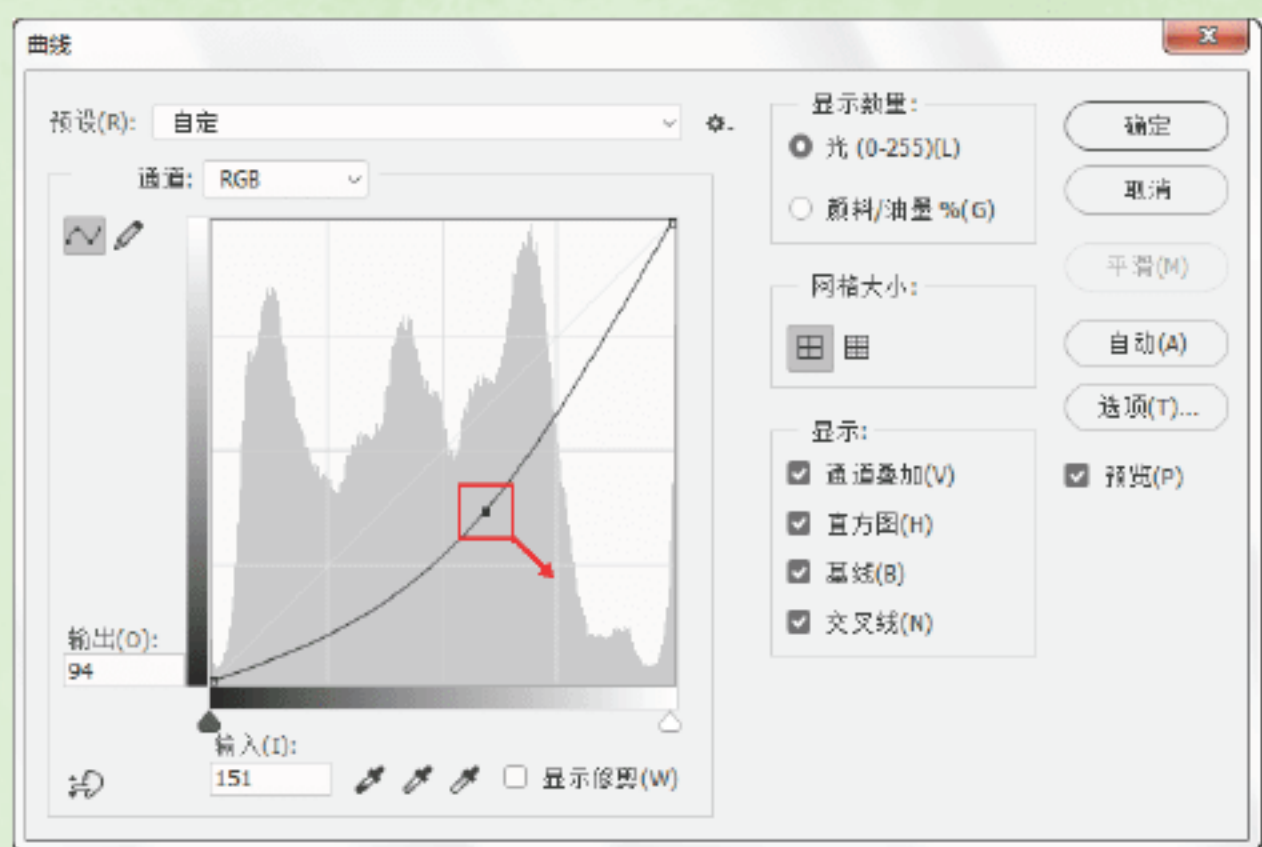 曲线
预设(R): 自定
通道: RGB
输出(O):
94
输入(I):
151
显示修剪(W)
显示数量:
光 (0-255)(L)
颜料/油墨 %(G)
网格大小:
显示:
通道叠加(V)
直方图(H)
基线(B)
交叉线(N)
确定
取消
平滑(M)
自动(A)
选项(T)...
预览(P)